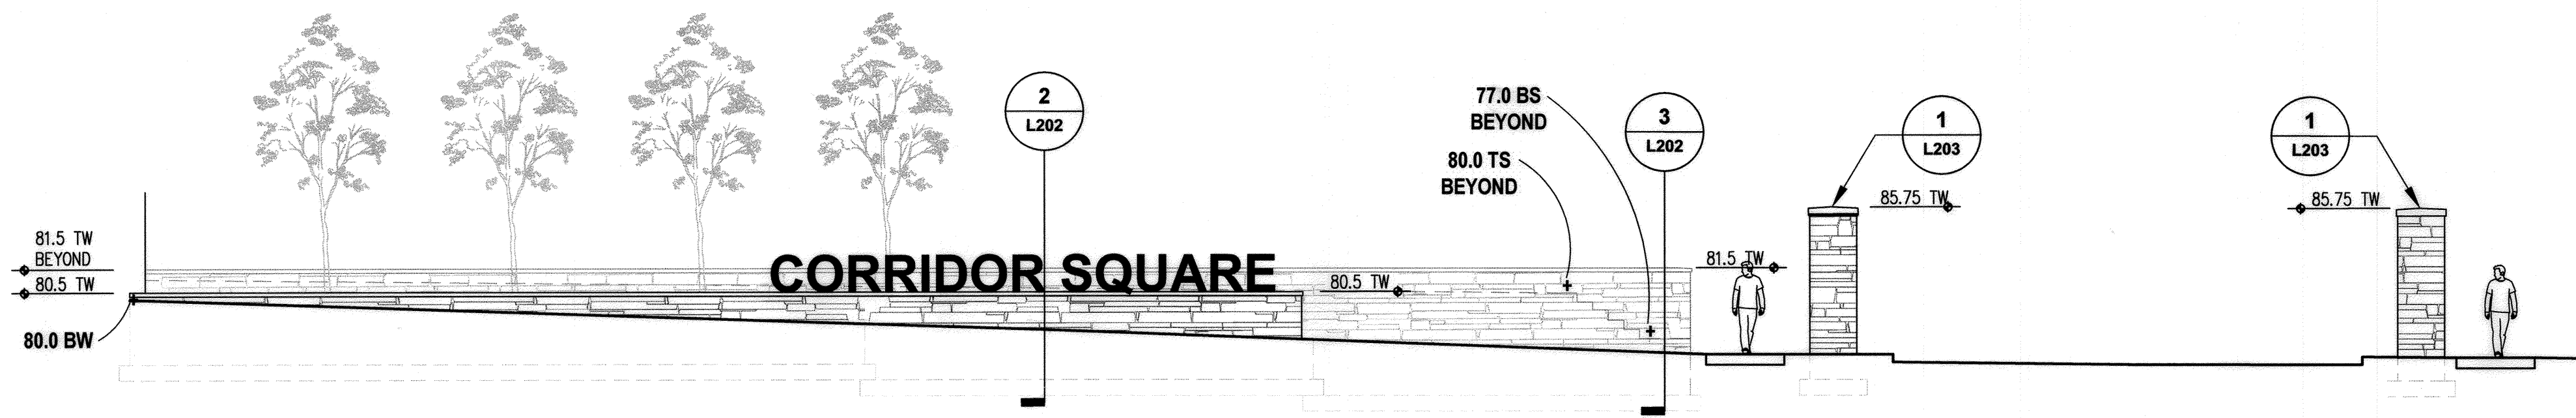 2
L202
77.0 BS
BEYOND
80.0 TS
BEYOND
3
L202
1
L203
1
L203
85.75 TW
85.75 TW
81.5 TW
BEYOND
80.5 TW
CORRIDOR SQUARE
80.5 TW
81.5 TW
80.0 BW